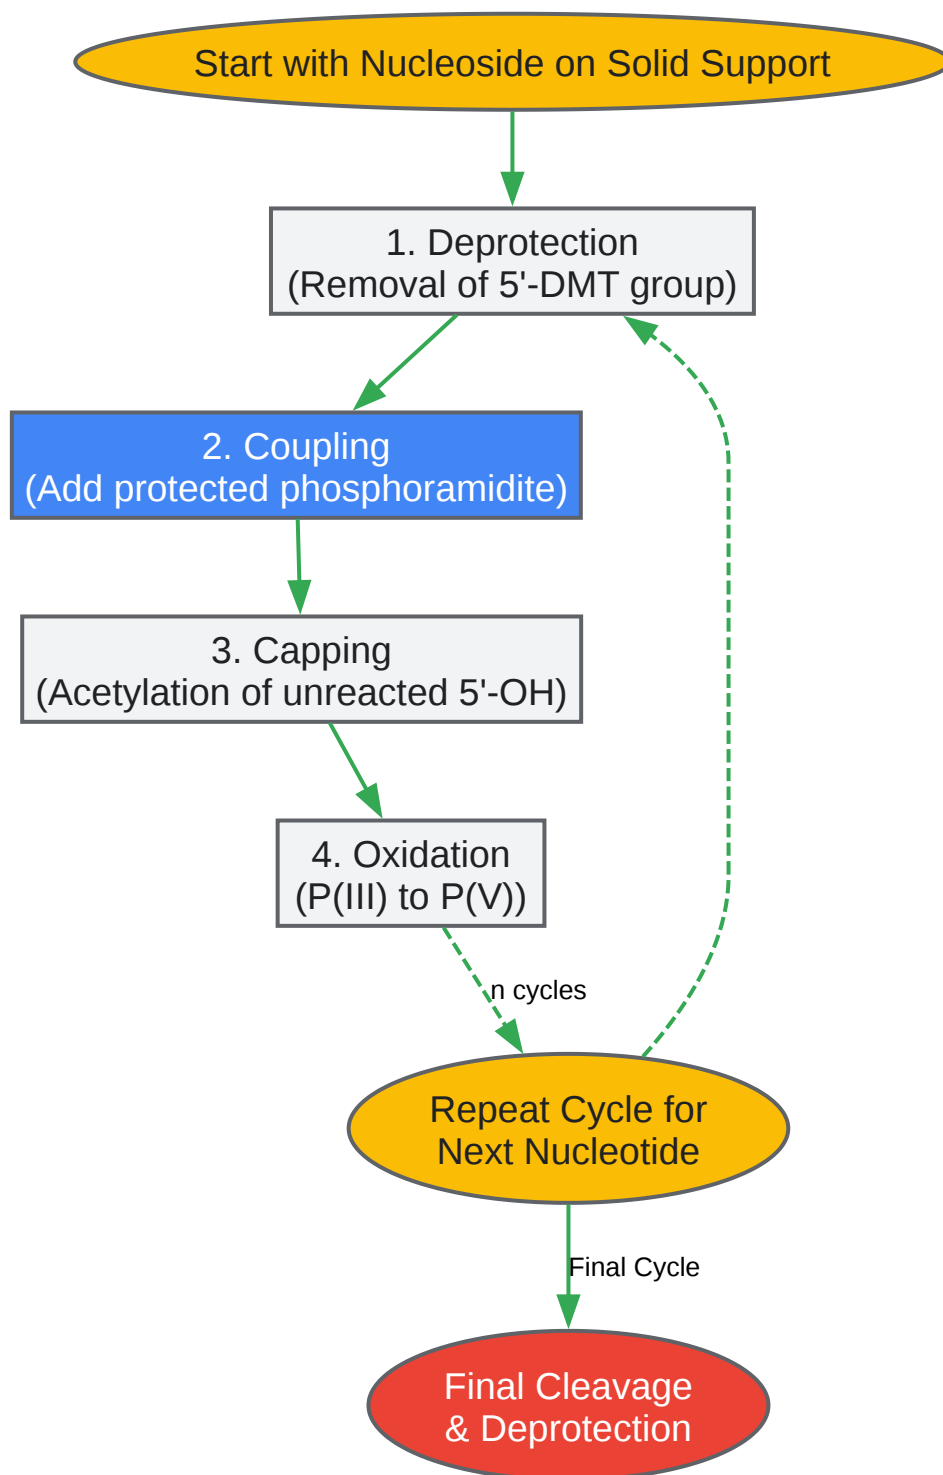 Start with Nucleoside on Solid Support
1. Deprotection
(Removal of 5'-DMT group)
2. Coupling
(Add protected phosphoramidite)
3. Capping
(Acetylation of unreacted 5'-OH)
4. Oxidation
(P(III) to P(V))
n cycles
Repeat Cycle for
Next Nucleotide
Final Cycle
Final Cleavage
& Deprotection